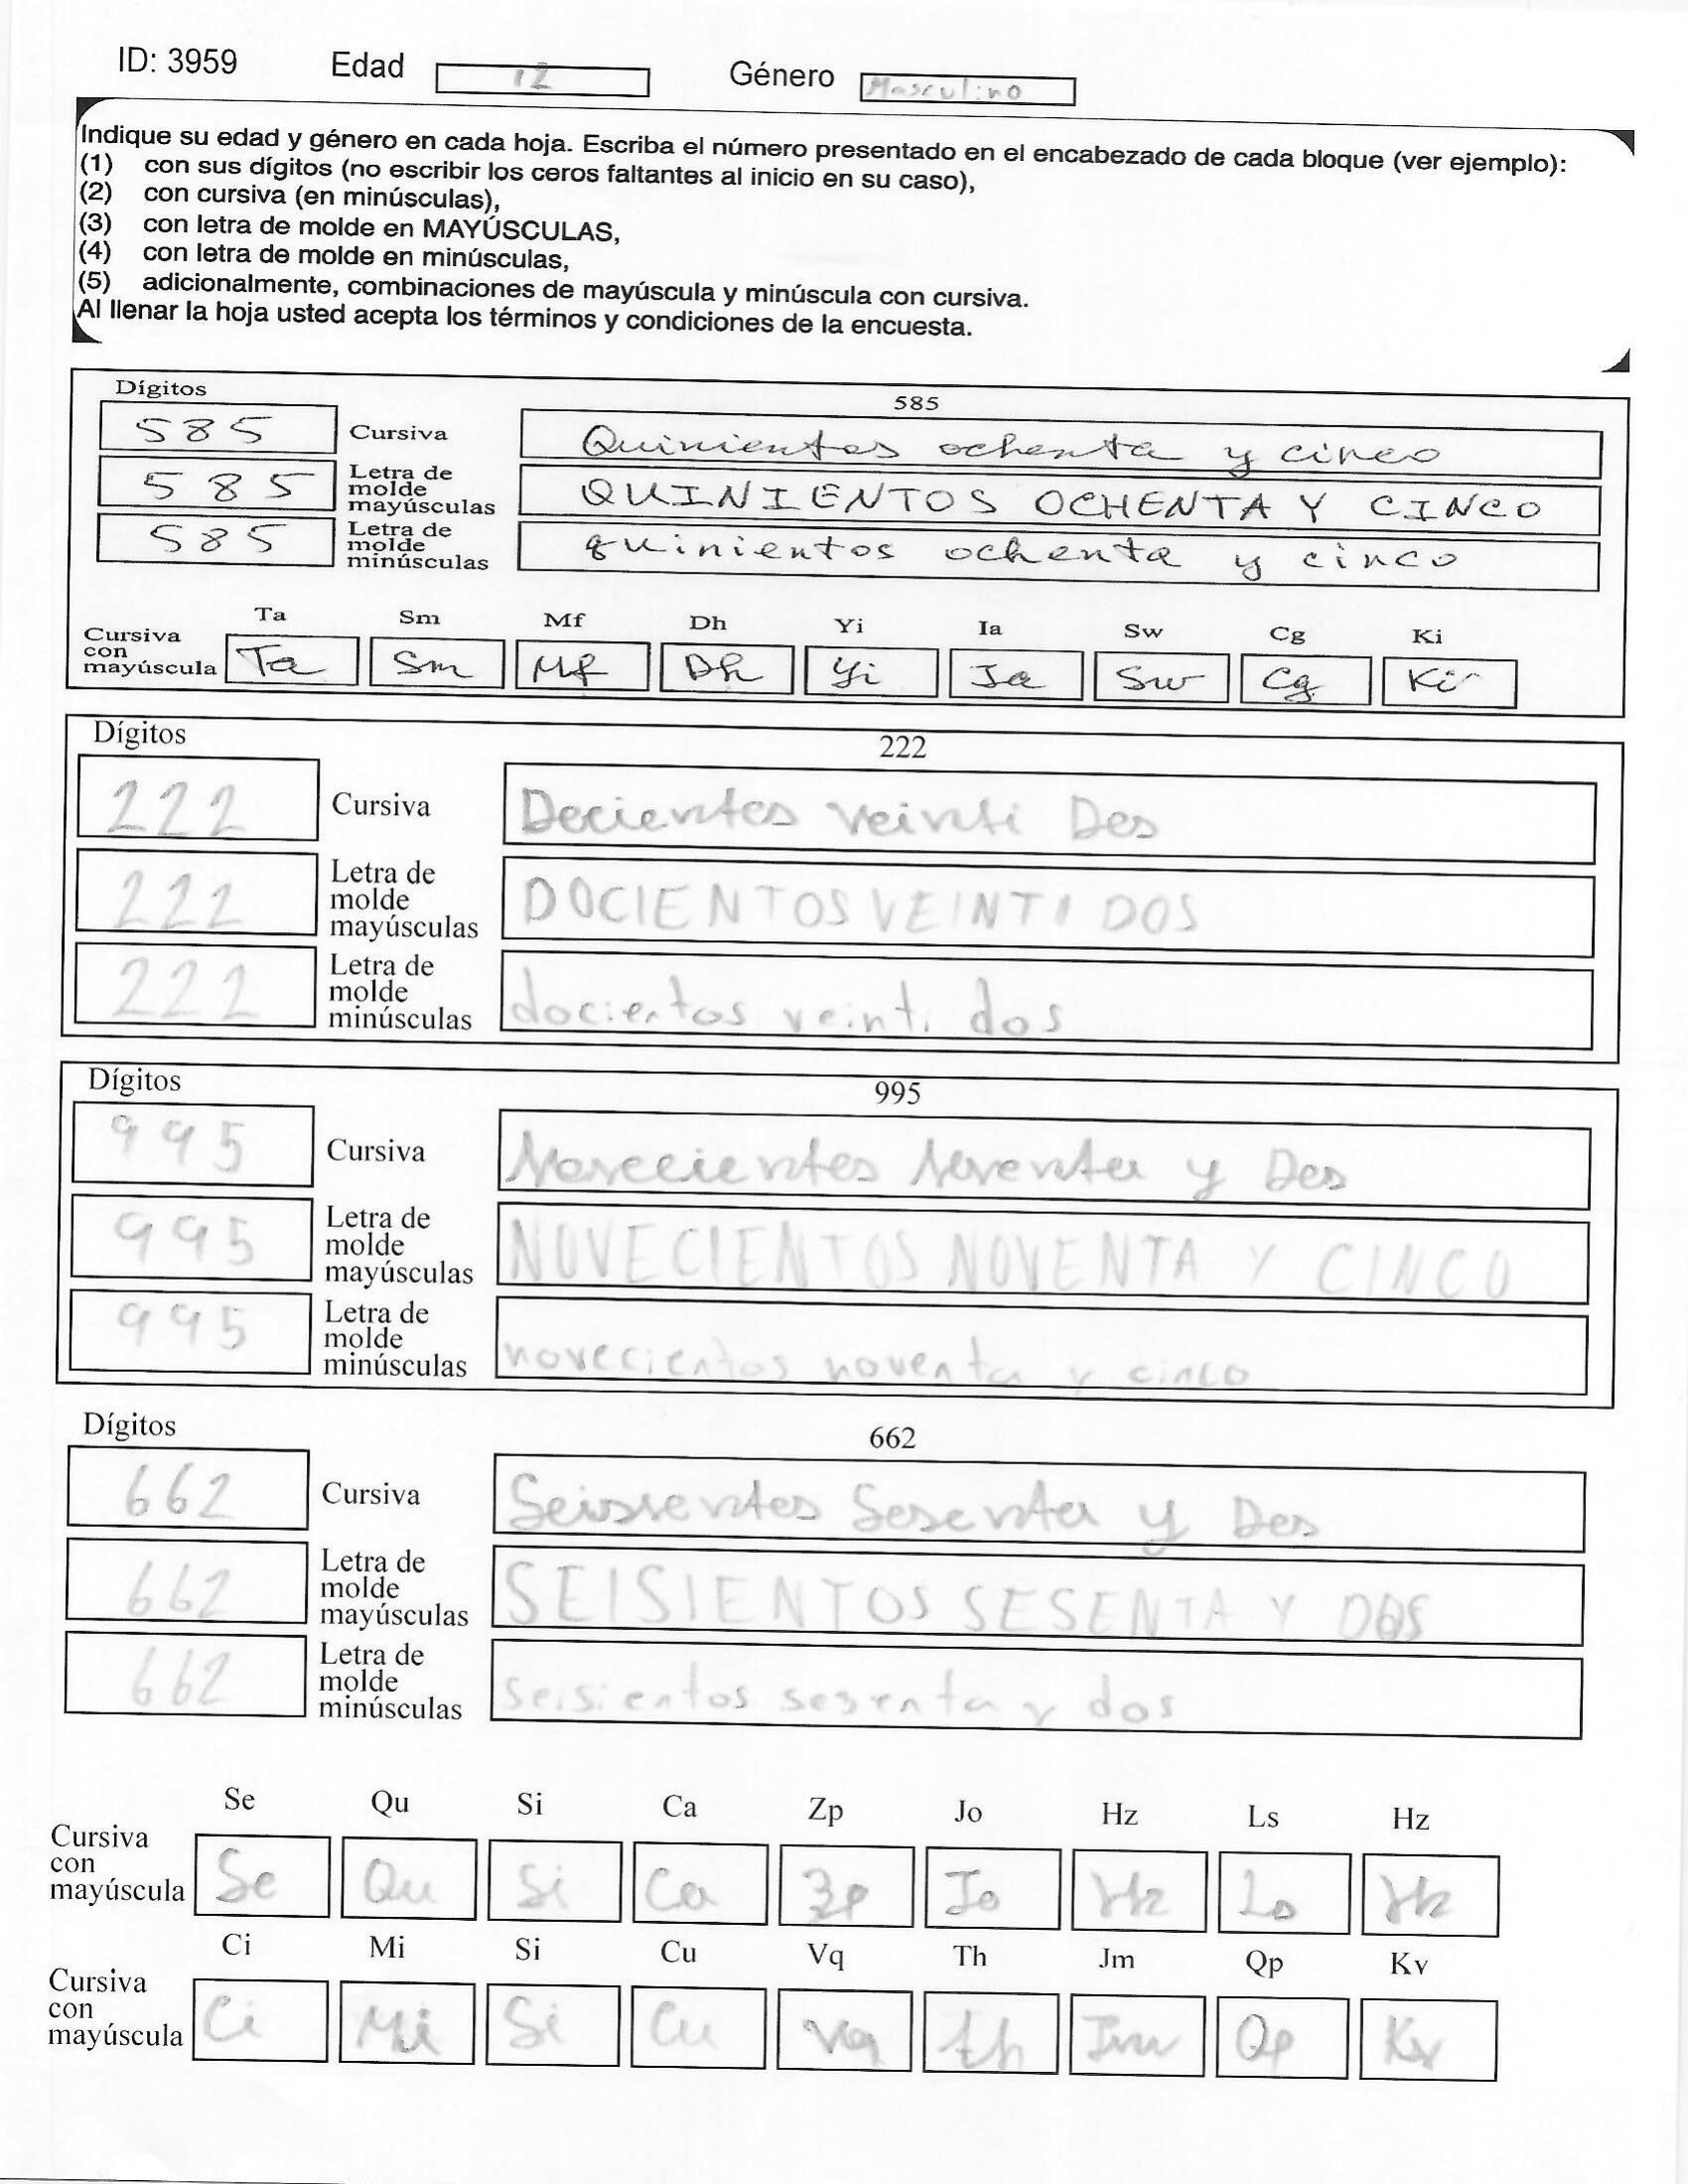 ID: 3959 Edad 12 Género Masculino
Indique su edad y género en cada hoja. Escriba el número presentado en el encabezado de cada bloque (ver ejemplo):
(1) con sus dígitos (no escribir los ceros faltantes al inicio en su caso),
(2) con cursiva (en minúsculas),
(3) con letra de molde en MAYÚSCULAS,
(4) con letra de molde en minúsculas,
(5) adicionalmente, combinaciones de mayúscula y minúscula con cursiva.
Al llenar la hoja usted acepta los términos y condiciones de la encuesta.
Dígitos 585
585 Cursiva Quinientos ochenta y cinco
585 Letra de molde mayúsculas QUINIENTOS OCHENTA Y CINCO
585 Letra de molde minúsculas quinientos ochenta y cinco
Ta Sm Mf Dh Yi Ia Sw Cg Ki
Cursiva con mayúscula Ta Sm Mf Dh Yi Ia Sw Cg Ki
Dígitos 222
222 Cursiva Docientos veinti Dos
222 Letra de molde mayúsculas DOCIENTOS VEINTI DOS
222 Letra de molde minúsculas docientos veinti dos
Dígitos 995
995 Cursiva Novecientos Noventa y Dos
995 Letra de molde mayúsculas NOVECIENTOS NOVENTA Y CINCO
995 Letra de molde minúsculas novecientos noventa y cinco
Dígitos 662
662 Cursiva Seissientos Sesenta y Dos
662 Letra de molde mayúsculas SEISIENTOS SESENTA Y DOS
662 Letra de molde minúsculas seisientos sesenta y dos
Se Qu Si Ca Zp Jo Hz Ls Hz
Cursiva con mayúscula Se Qu Si Ca Zp Jo Hz Ls Hz
Ci Mi Si Cu Vq Th Jm Qp Kv
Cursiva con mayúscula Ci Mi Si Cu Vq th Jm Qp Kv